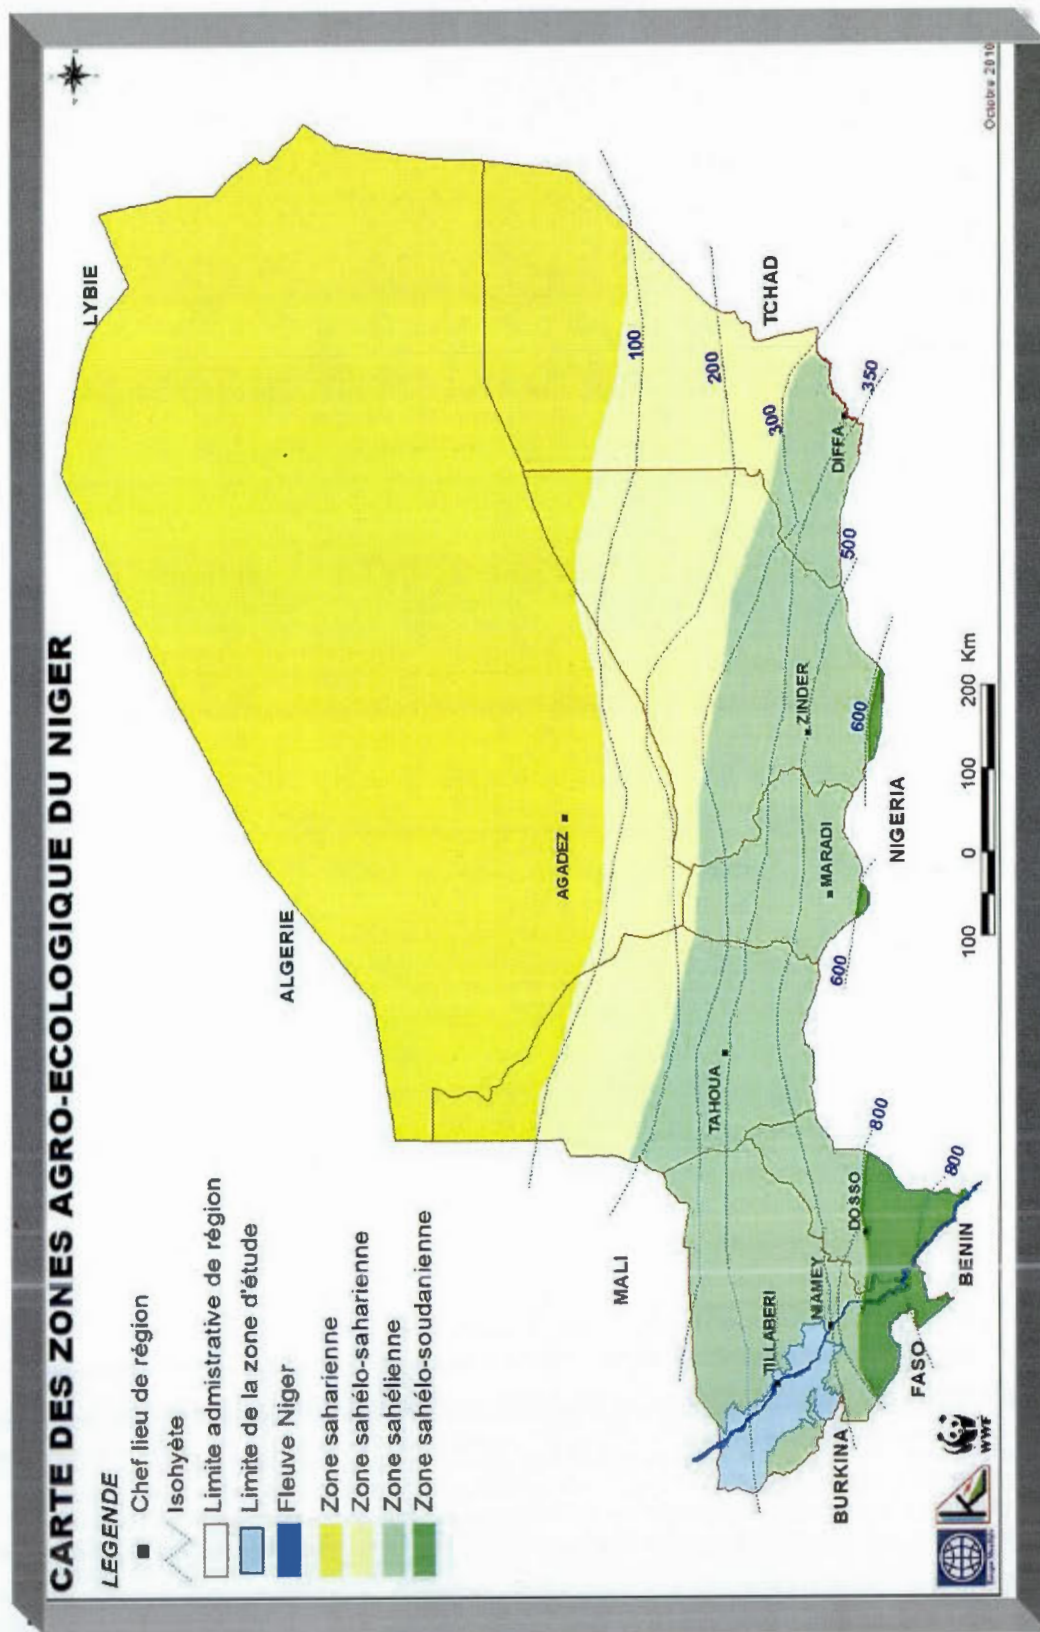 CARTE DES ZONES AGRO-ECOLOGIQUE DU NIGER
LEGENDE
Chef lieu de région
Isohyète
Limite admistrative de région
Limite de la zone d'étude
Fleuve Niger
Zone saharienne
Zone sahélo-saharienne
Zone sahélienne
Zone sahélo-soudanienne
LYBIE
ALGERIE
MALI
TCHAD
NIGERIA
BENIN
BURKINA
FASO
AGADEZ
TAHOUA
TILLABERI
NIAMEY
DOSSO
MARADI
ZINDER
DIFFA
100
200
300
350
500
600
600
800
800
100 0 100 200 Km
WWF
Octobre 2010